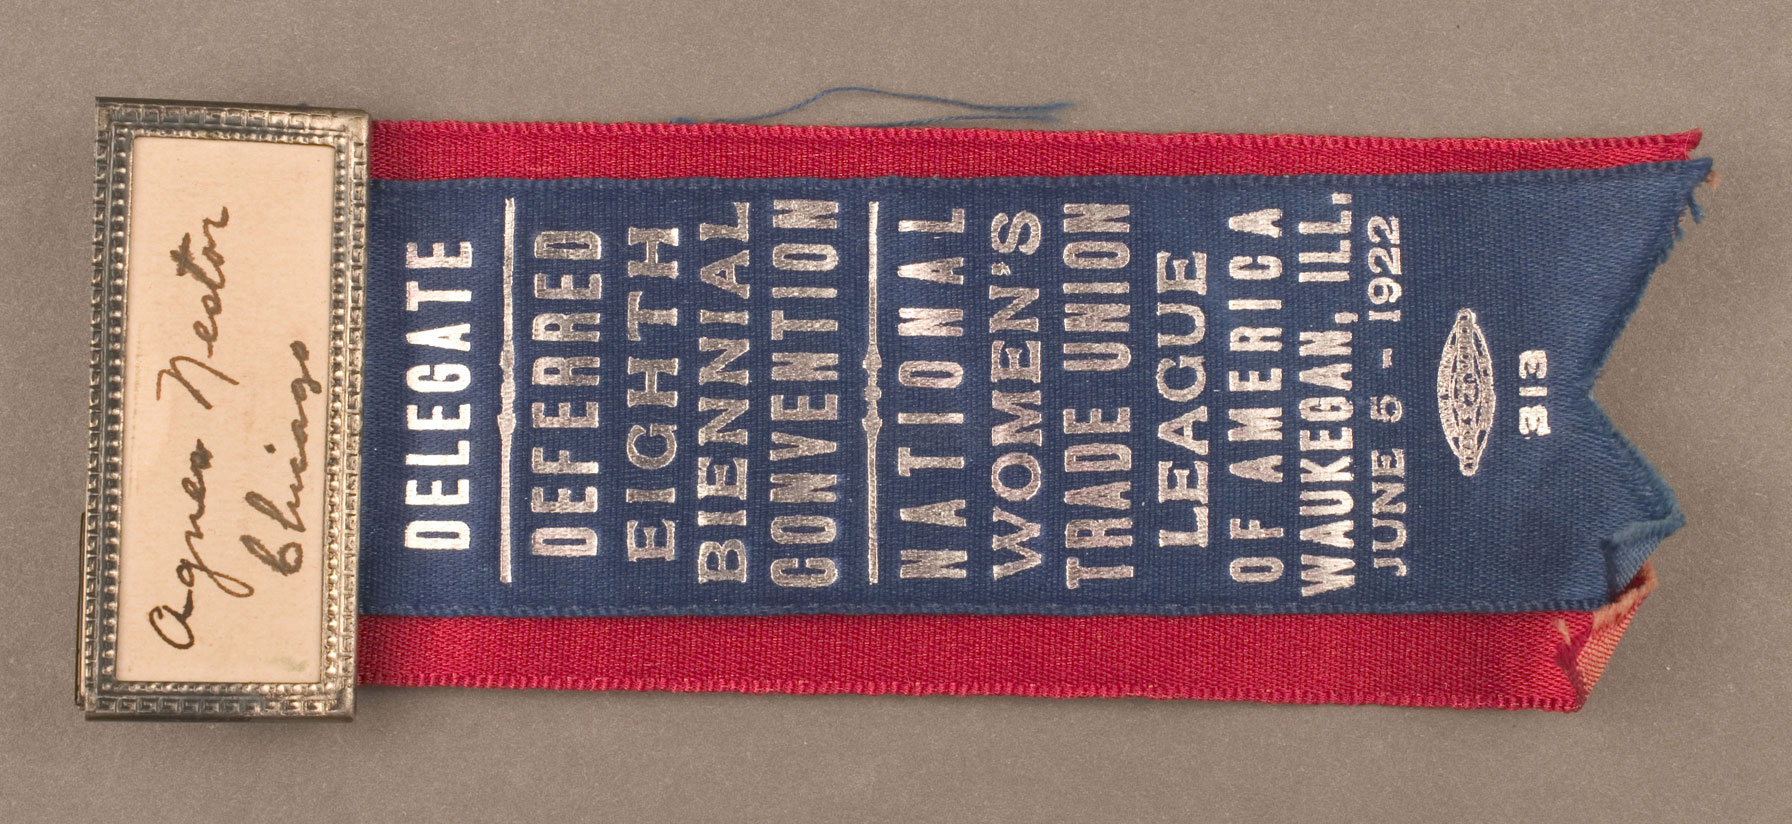 Agnes Nestor
Chicago
DELEGATE
DEFERRED
EIGHTH
BIENNIAL
CONVENTION
NATIONAL
WOMEN'S
TRADE UNION
LEAGUE
OF AMERICA
WAUKEGAN, ILL.
JUNE 5 - 1922
313